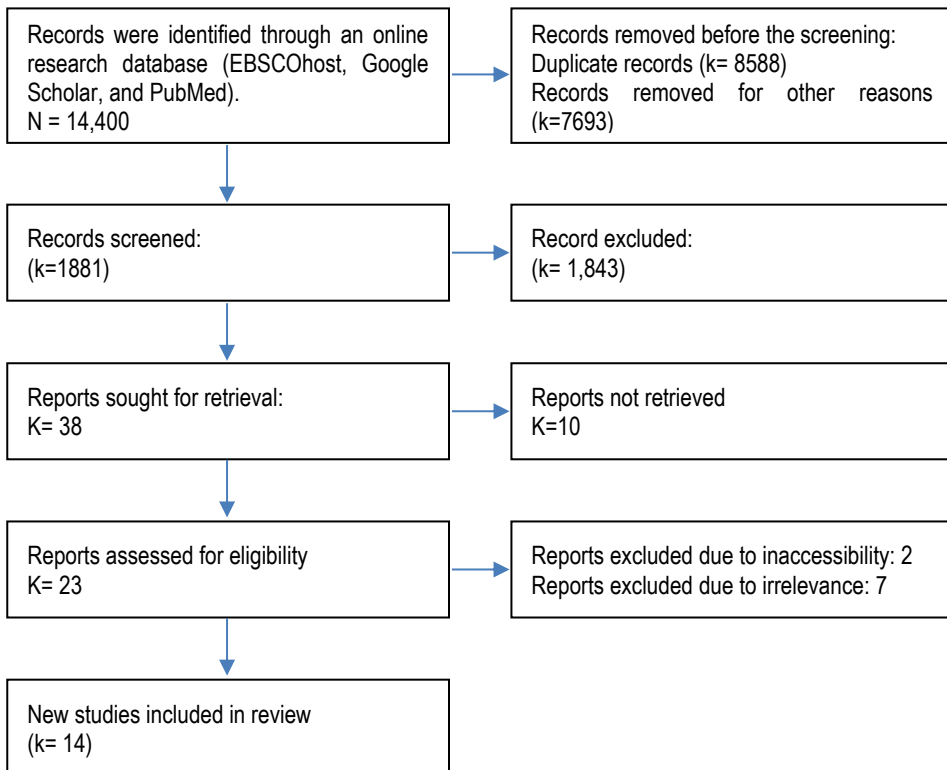 Records were identified through an online
research database (EBSCOhost, Google
Scholar, and PubMed).
N = 14,400
Records removed before the screening:
Duplicate records (k= 8588)
Records removed for other reasons
(k=7693)
Records screened:
(k=1881)
Record excluded:
(k= 1,843)
Reports sought for retrieval:
K= 38
Reports not retrieved
K=10
Reports assessed for eligibility
K= 23
Reports excluded due to inaccessibility: 2
Reports excluded due to irrelevance: 7
New studies included in review
(k= 14)